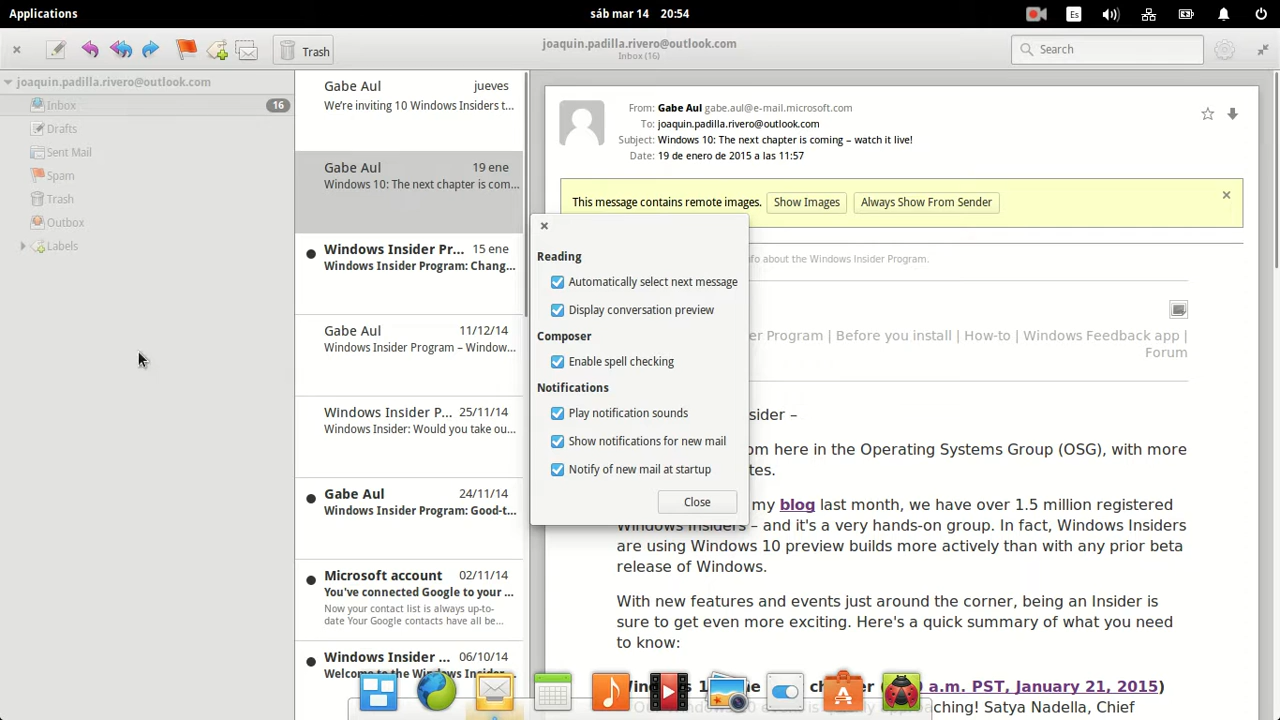 Applications
sáb mar 14 20:54
Es
Trash
joaquin.padilla.rivero@outlook.com
Inbox (16)
Search
joaquin.padilla.rivero@outlook.com
Inbox 16
Drafts
Sent Mail
Spam
Trash
Outbox
Labels
Gabe Aul jueves
We're inviting 10 Windows Insiders t...
Gabe Aul 19 ene
Windows 10: The next chapter is com...
Windows Insider Pr... 15 ene
Windows Insider Program: Chang...
Gabe Aul 11/12/14
Windows Insider Program – Window...
Windows Insider P... 25/11/14
Windows Insider: Would you take ou...
Gabe Aul 24/11/14
Windows Insider Program: Good-t...
Microsoft account 02/11/14
You've connected Google to your ...
Now your contact list is always up-to-
date Your Google contacts have all be...
Windows Insider ... 06/10/14
Welcome to the Windows Insider
From: Gabe Aul gabe.aul@e-mail.microsoft.com
To: joaquin.padilla.rivero@outlook.com
Subject: Windows 10: The next chapter is coming – watch it live!
Date: 19 de enero de 2015 a las 11:57
This message contains remote images. Show Images Always Show From Sender
Reading
Automatically select next message
Display conversation preview
Composer
Enable spell checking
Notifications
Play notification sounds
Show notifications for new mail
Notify of new mail at startup
Close
fo about the Windows Insider Program.
er Program | Before you install | How-to | Windows Feedback app |
Forum
sider –
om here in the Operating Systems Group (OSG), with more
tes.
my blog last month, we have over 1.5 million registered
Windows Insiders – and it's a very hands-on group. In fact, Windows Insiders
are using Windows 10 preview builds more actively than with any prior beta
release of Windows.
With new features and events just around the corner, being an Insider is
sure to get even more exciting. Here's a quick summary of what you need
to know:
a.m. PST, January 21, 2015)
ching! Satya Nadella, Chief